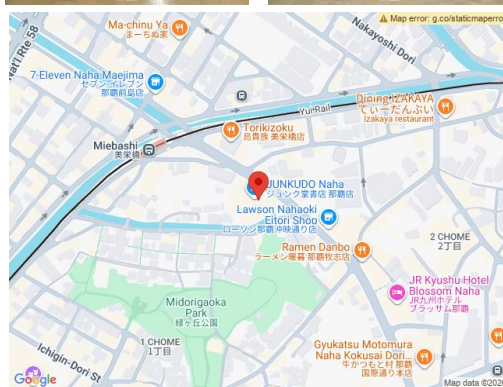 Map error: g.co/staticmaperro
Nat'l Rte 58
Ma-chinu Ya
まーちぬ家
Nakayoshi Dori
7-Eleven Naha Maejima
セブン-イレブン
那覇前島店
Yui Rail
Dining IZAKAYA
てぃーだんぶい
Izakaya restaurant
Torikizoku
鳥貴族 美栄橋店
Miebashi
美栄橋
JUNKUDO Naha
ジュンク堂書店 那覇店
Lawson Nahaoki
Eitori Shop
ローソン那覇沖映通り店
Ramen Danbo
ラーメン暖暮 那覇牧志店
2 CHOME
2丁目
JR Kyushu Hotel
Blossom Naha
JR九州ホテル
ブラッサム那覇
Midorigaoka
Park
緑ヶ丘公園
1 CHOME
1丁目
Gyukatsu Motomura
Naha Kokusai Dori...
牛かつもと村 那覇
国際通り本店
Ichigin-Dori St
Google
Map data ©202